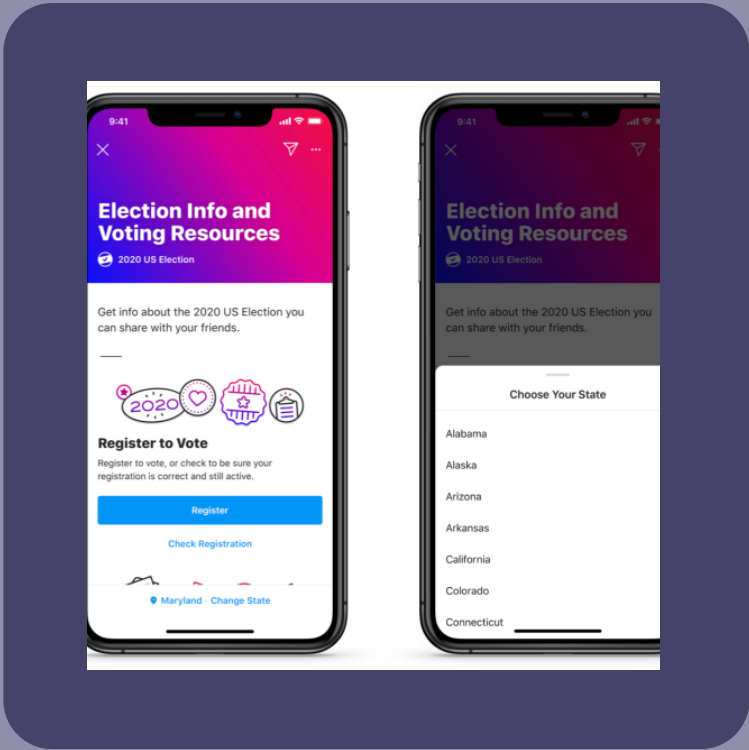 9:41
Election Info and
Voting Resources
2020 US Election
Get info about the 2020 US Election you
can share with your friends.
2020
Register to Vote
Register to vote, or check to be sure your
registration is correct and still active.
Register
Check Registration
Maryland · Change State
9:41
Election Info and
Voting Resources
2020 US Election
Get info about the 2020 US Election you
can share with your friends.
Choose Your State
Alabama
Alaska
Arizona
Arkansas
California
Colorado
Connecticut